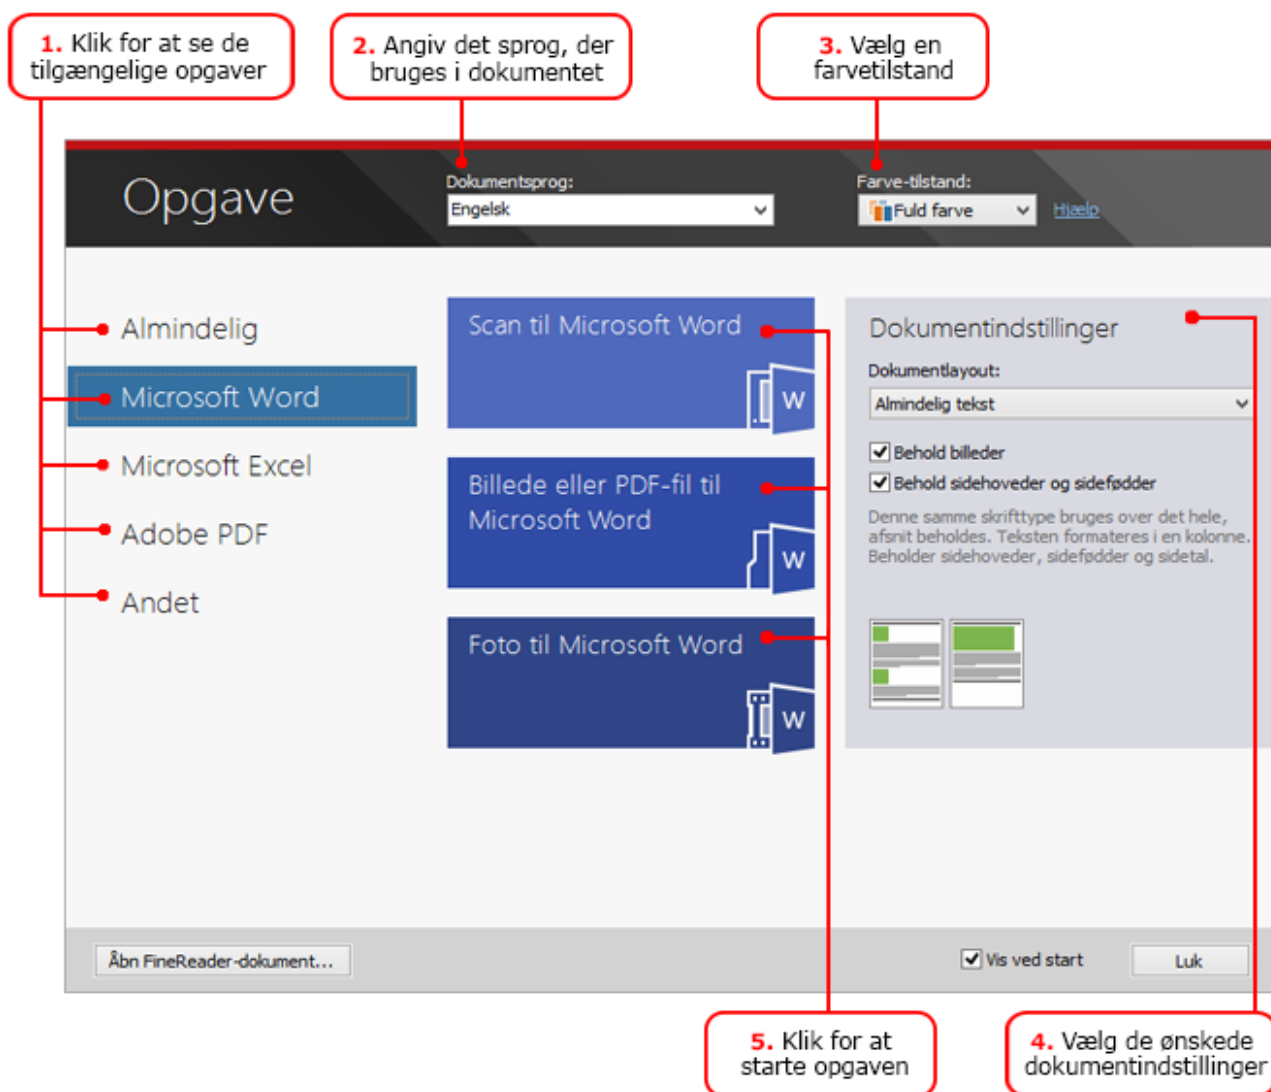 1. Klik for at se de
tilgængelige opgaver
2. Angiv det sprog, der
bruges i dokumentet
3. Vælg en
farvetilstand
Opgave
Dokumentsprog:
Engelsk
Farve-tilstand:
Fuld farve
Hjælp
Almindelig
Microsoft Word
Microsoft Excel
Adobe PDF
Andet
Scan til Microsoft Word
W
Billede eller PDF-fil til
Microsoft Word
W
Foto til Microsoft Word
W
Dokumentindstillinger
Dokumentlayout:
Almindelig tekst
Behold billeder
Behold sidehoveder og sidefødder
Denne samme skrifttype bruges over det hele,
afsnit beholdes. Teksten formateres i en kolonne.
Beholder sidehoveder, sidefødder og sidetal.
Åbn FineReader-dokument...
Vis ved start
Luk
5. Klik for at
starte opgaven
4. Vælg de ønskede
dokumentindstillinger